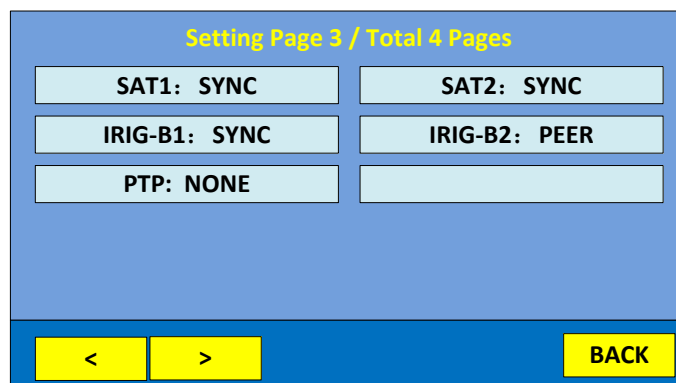 Setting Page 3 / Total 4 Pages
SAT1：SYNC
SAT2：SYNC
IRIG-B1：SYNC
IRIG-B2：PEER
PTP: NONE
<
>
BACK